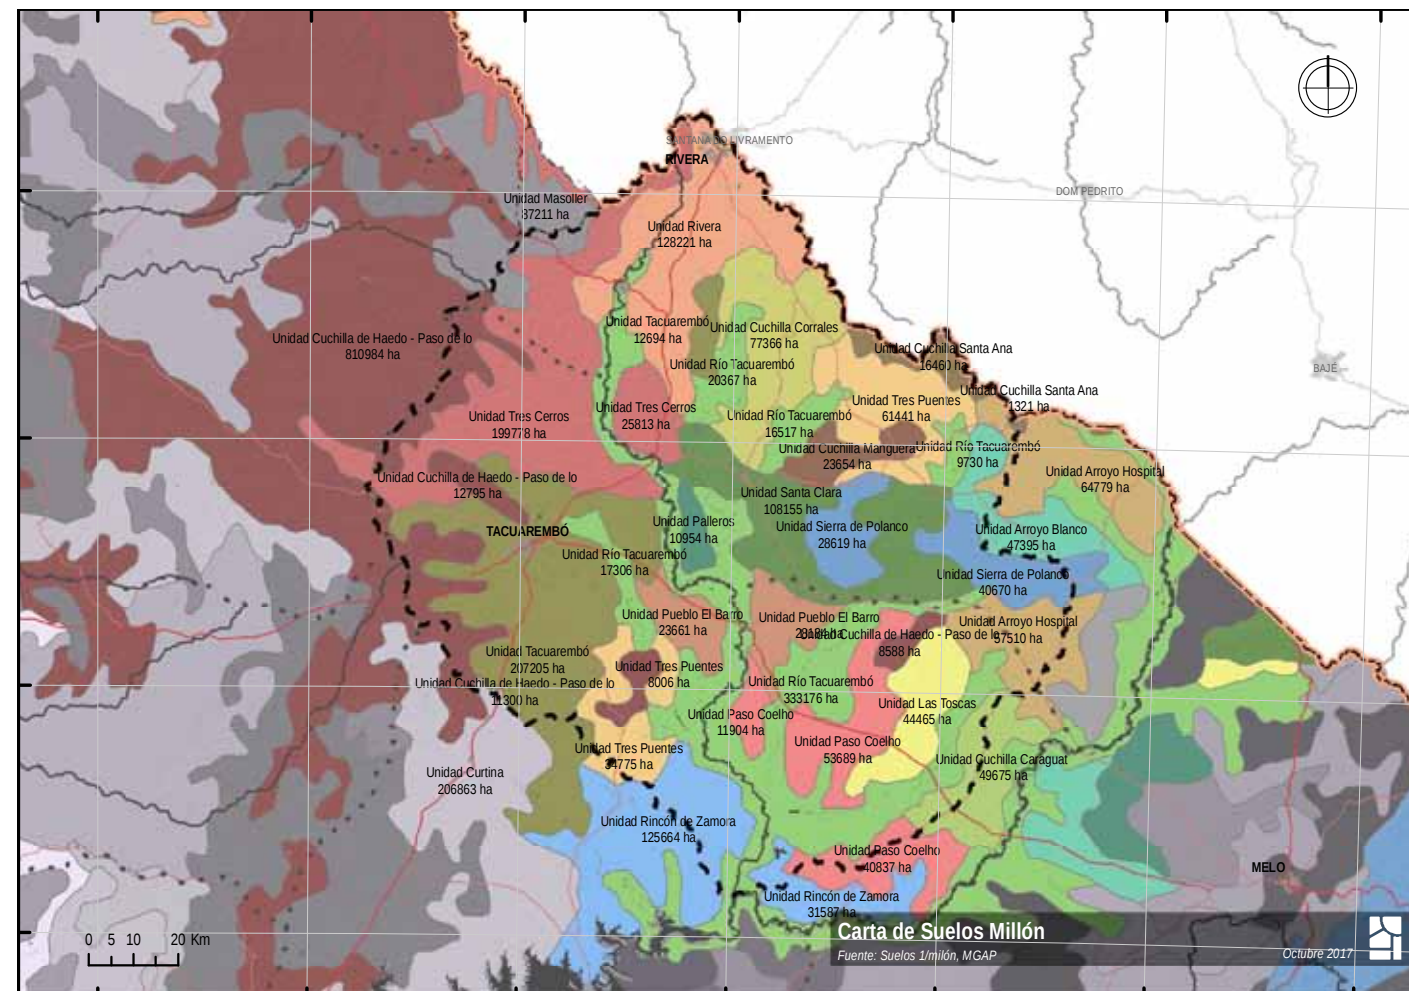 SANTANA DO LIVRAMENTO
RIVERA
DOM PEDRITO
Unidad Masoller
37211 ha
Unidad Rivera
128221 ha
Unidad Tacuarembó
12694 ha
Unidad Cuchilla Corrales
77366 ha
Unidad Cuchilla de Haedo - Paso de lo
810984 ha
Unidad Cuchilla Santa Ana
16460 ha
Unidad Río Tacuarembó
20367 ha
BAJÉ
Unidad Cuchilla Santa Ana
1321 ha
Unidad Tres Puentes
61441 ha
Unidad Tres Cerros
25813 ha
Unidad Tres Cerros
199778 ha
Unidad Río Tacuarembó
16517 ha
Unidad Cuchilla Manguera
23654 ha
Unidad Río Tacuarembó
9730 ha
Unidad Arroyo Hospital
64779 ha
Unidad Cuchilla de Haedo - Paso de lo
12795 ha
Unidad Santa Clara
108155 ha
TACUAREMBÓ
Unidad Palleros
10954 ha
Unidad Sierra de Polanco
28619 ha
Unidad Arroyo Blanco
47395 ha
Unidad Río Tacuarembó
17306 ha
Unidad Sierra de Polanco
40670 ha
Unidad Pueblo El Barro
23661 ha
Unidad Pueblo El Barro
Unidad Arroyo Hospital
57510 ha
Unidad Cuchilla de Haedo - Paso de lo
8588 ha
Unidad Tacuarembó
207205 ha
Unidad Tres Puentes
8006 ha
Unidad Cuchilla de Haedo - Paso de lo
11300 ha
Unidad Río Tacuarembó
333176 ha
Unidad Las Toscas
44465 ha
Unidad Paso Coelho
11904 ha
Unidad Paso Coelho
53689 ha
Unidad Tres Puentes
34775 ha
Unidad Cuchilla Caraguat
49675 ha
Unidad Curtina
206863 ha
Unidad Rincón de Zamora
125664 ha
Unidad Paso Coelho
40837 ha
MELO
Unidad Rincón de Zamora
31587 ha
0 5 10 20 Km
Carta de Suelos Millón
Fuente: Suelos 1/milón, MGAP
Octubre 2017